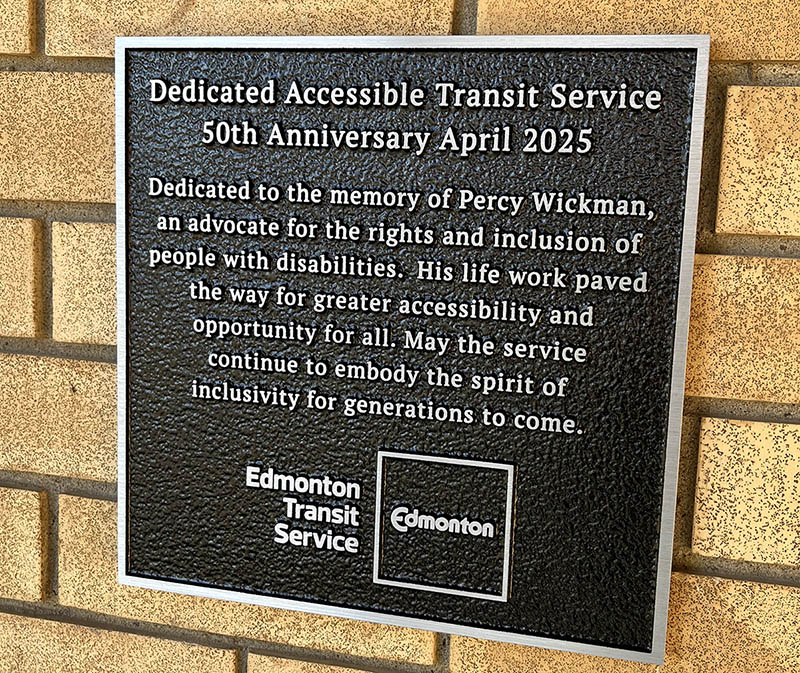 Dedicated Accessible Transit Service
50th Anniversary April 2025
Dedicated to the memory of Percy Wickman,
an advocate for the rights and inclusion of
people with disabilities. His life work paved
the way for greater accessibility and
opportunity for all. May the service
continue to embody the spirit of
inclusivity for generations to come.
Edmonton
Transit
Service
Edmonton